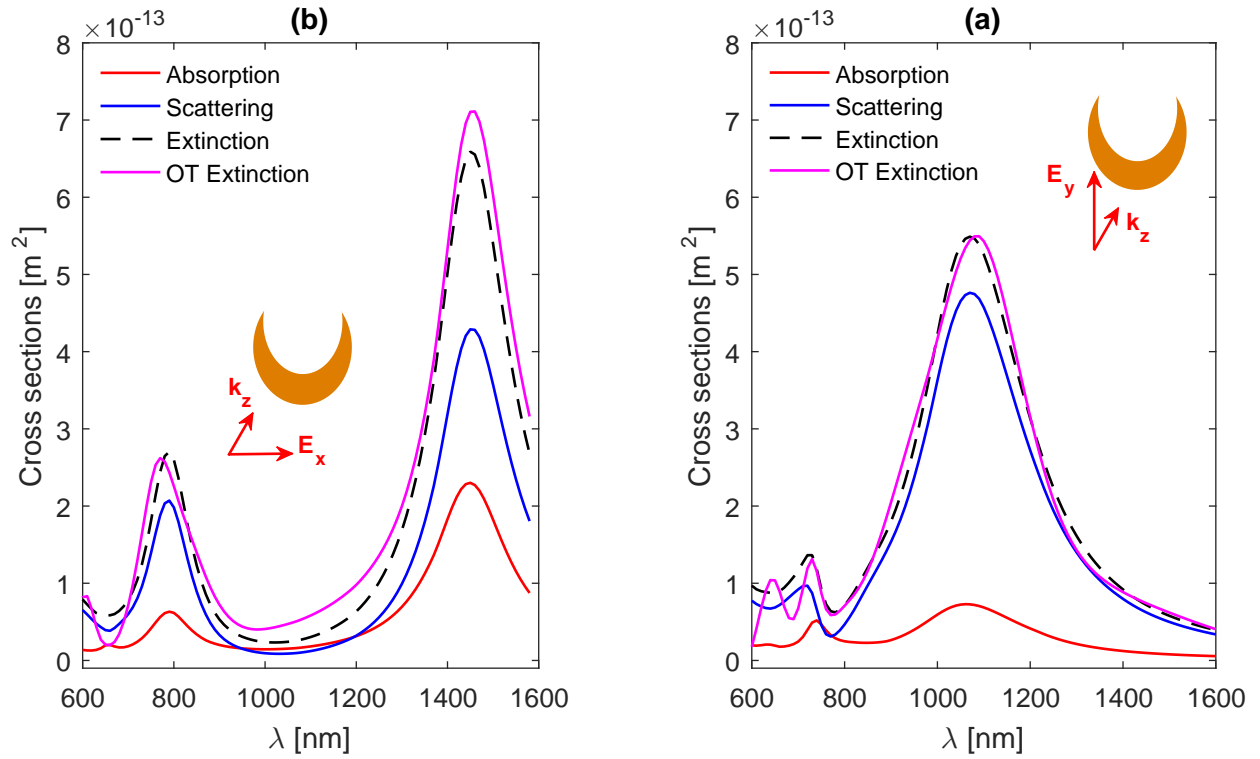 ×10⁻¹³
(b)
8
7
6
5
4
3
2
1
0
Cross sections [m ²]
Absorption
Scattering
Extinction
OT Extinction
k_z
E_x
600 800 1000 1200 1400 1600
λ [nm]
×10⁻¹³
(a)
8
7
6
5
4
3
2
1
0
Cross sections [m ²]
Absorption
Scattering
Extinction
OT Extinction
E_y
k_z
600 800 1000 1200 1400 1600
λ [nm]